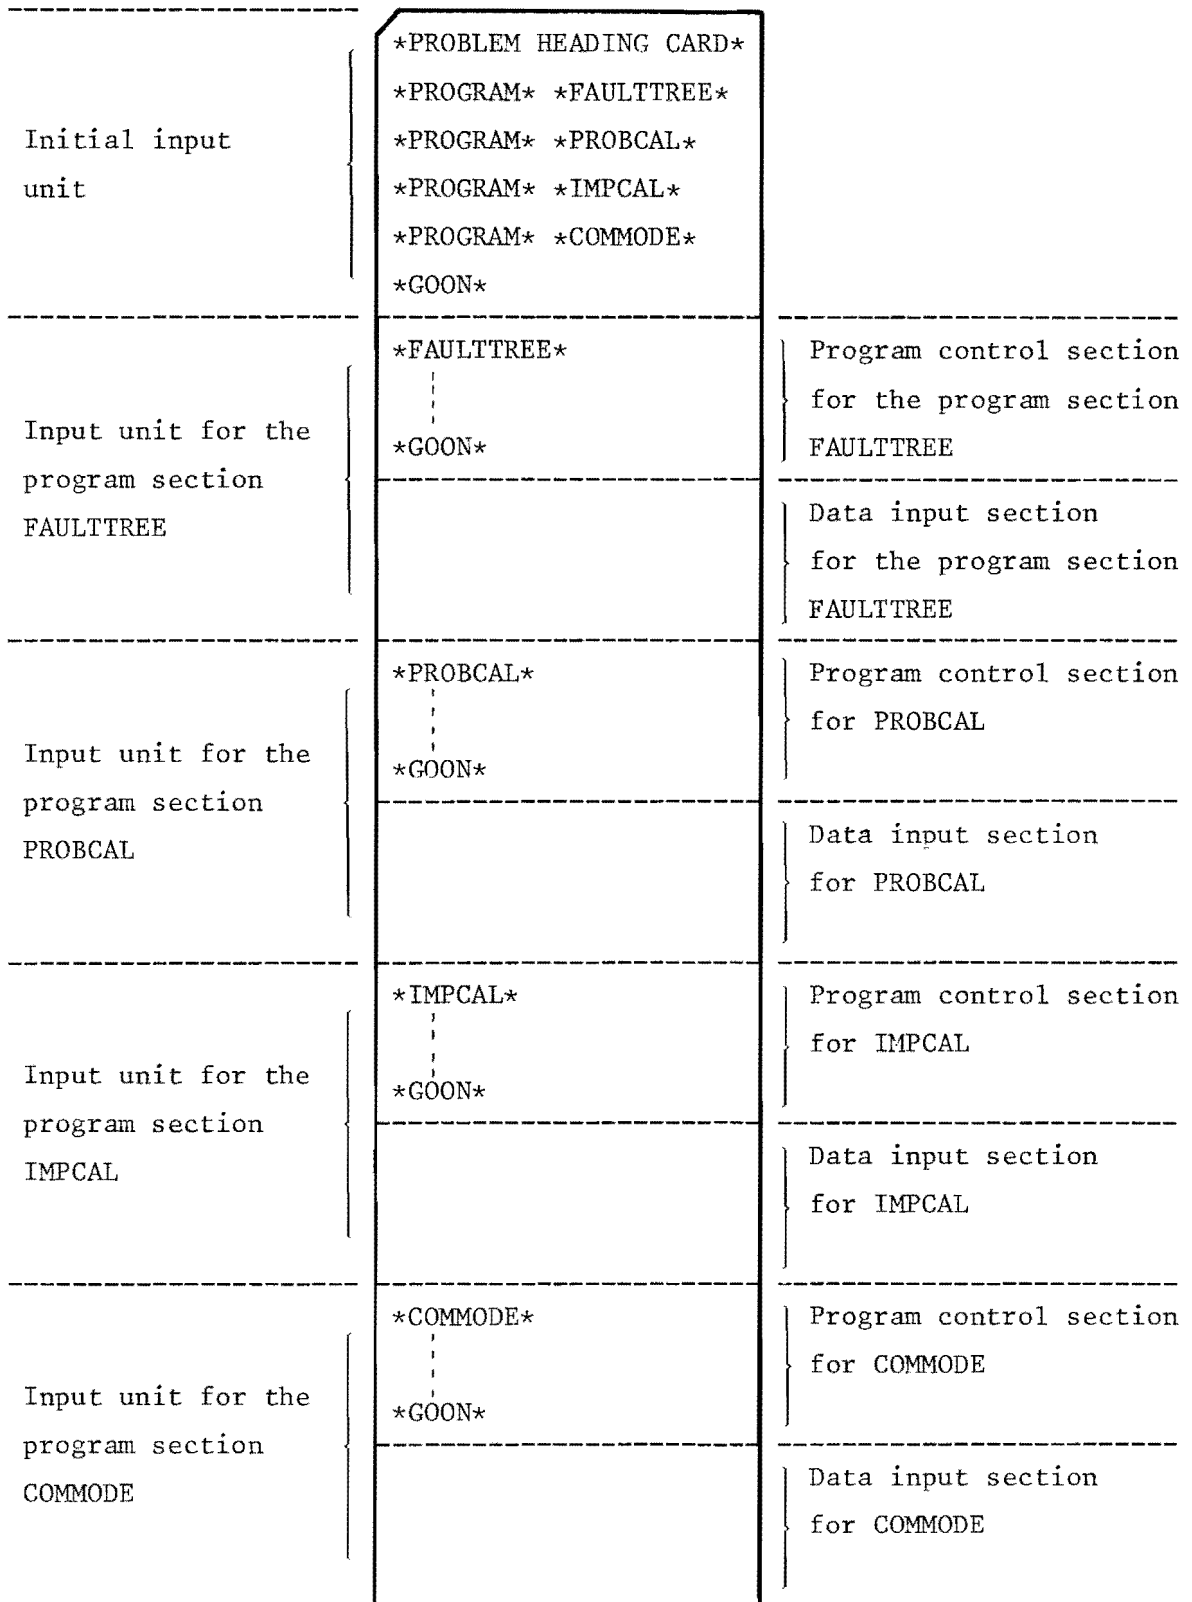 *PROBLEM HEADING CARD*
*PROGRAM* *FAULTTREE*
Initial input
unit
*PROGRAM* *PROBCAL*
*PROGRAM* *IMPCAL*
*PROGRAM* *COMMODE*
*GOON*
Input unit for the
program section
FAULTTREE
*FAULTTREE*
*GOON*
Program control section
for the program section
FAULTTREE
Data input section
for the program section
FAULTTREE
Input unit for the
program section
PROBCAL
*PROBCAL*
*GOON*
Program control section
for PROBCAL
Data input section
for PROBCAL
Input unit for the
program section
IMPCAL
*IMPCAL*
*GOON*
Program control section
for IMPCAL
Data input section
for IMPCAL
Input unit for the
program section
COMMODE
*COMMODE*
*GOON*
Program control section
for COMMODE
Data input section
for COMMODE